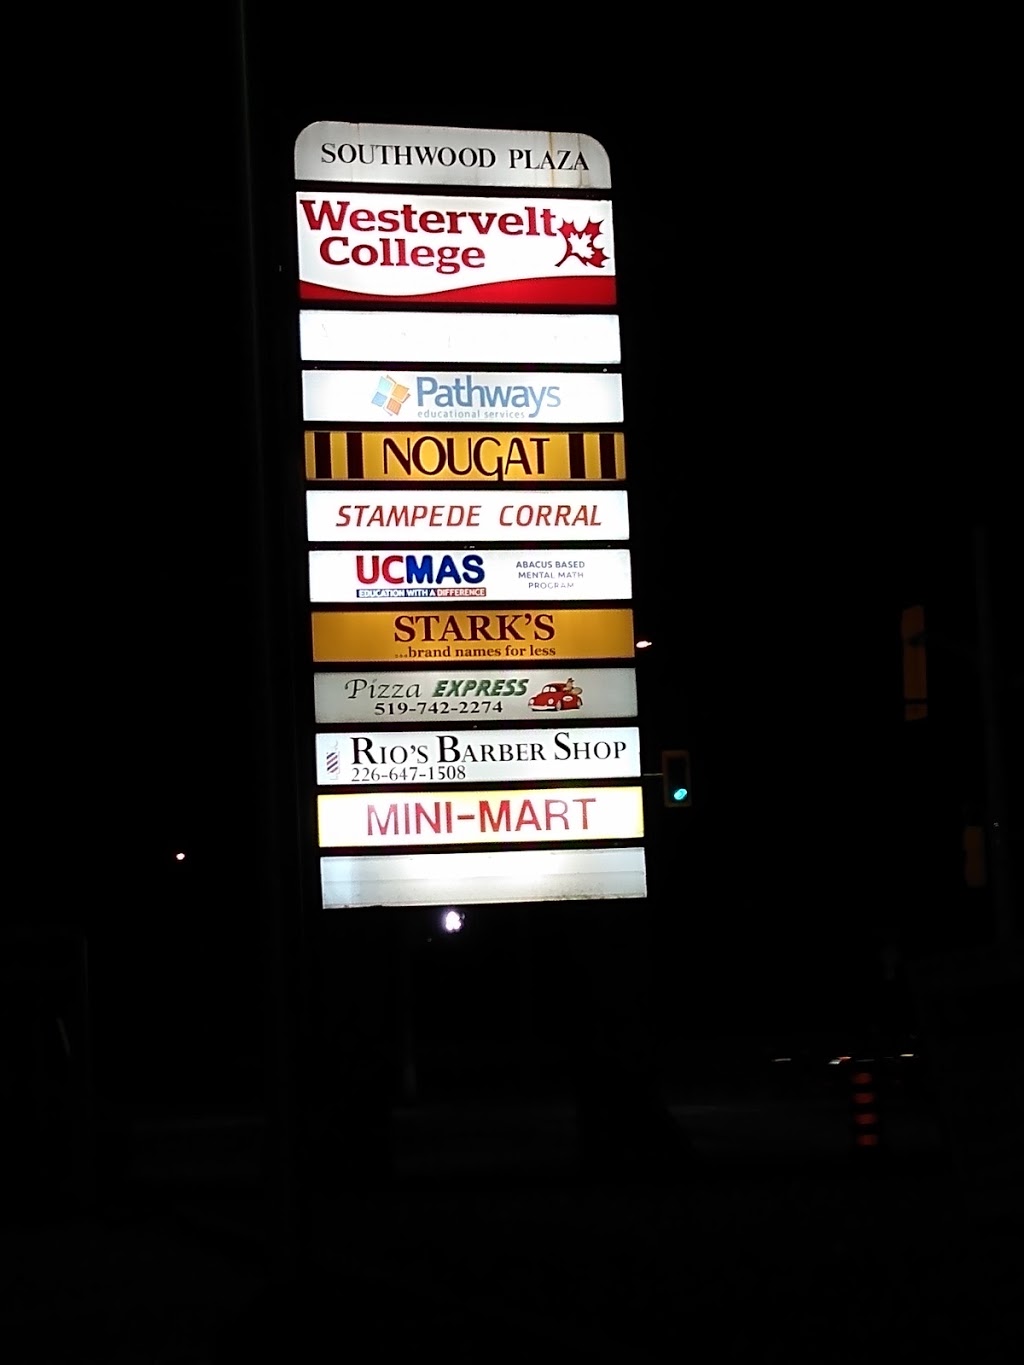 SOUTHWOOD PLAZA
Westervelt
College
Pathways
educational services
NOUGAT
STAMPEDE CORRAL
UCMAS
EDUCATION WITH A DIFFERENCE
ABACUS BASED
MENTAL MATH
PROGRAM
STARK'S
...brand names for less
Pizza EXPRESS
519-742-2274
RIO'S BARBER SHOP
226-647-1508
MINI-MART